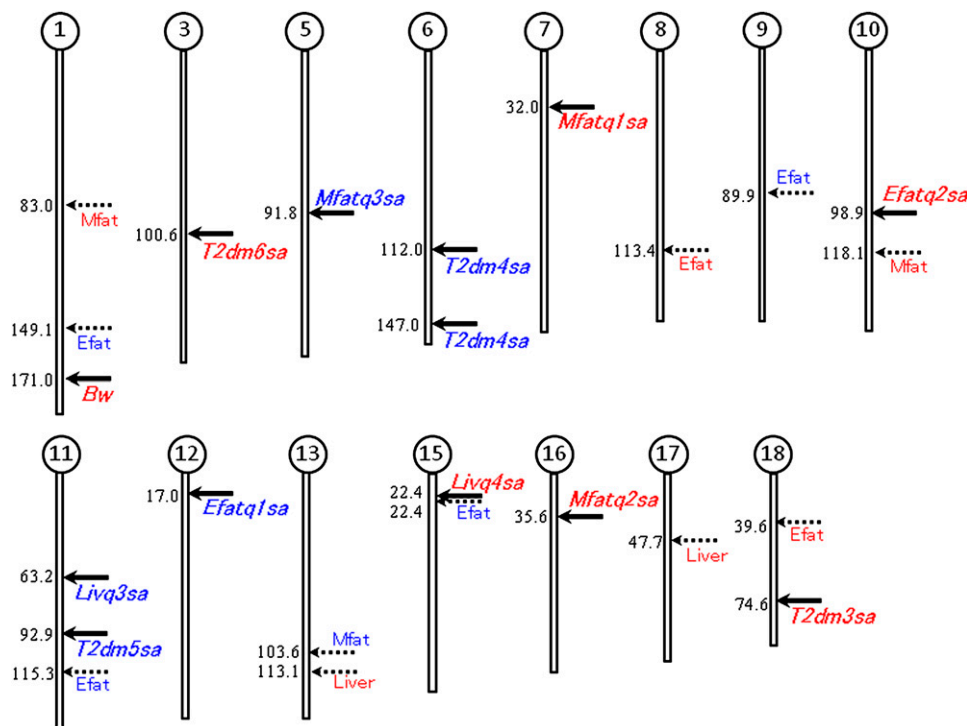 1 3 5 6 7 8 9 10
32.0
Mfatq1sa
83.0
Mfat
100.6
T2dm6sa
91.8
Mfatq3sa
112.0
T2dm4sa
147.0
T2dm4sa
113.4
Efat
89.9
Efat
98.9
Efatq2sa
118.1
Mfat
149.1
Efat
171.0
Bw
11 12 13 15 16 17 18
63.2
Livq3sa
92.9
T2dm5sa
115.3
Efat
17.0
Efatq1sa
103.6
Mfat
113.1
Liver
22.4
Livq4sa
22.4
Efat
35.6
Mfatq2sa
47.7
Liver
39.6
Efat
74.6
T2dm3sa